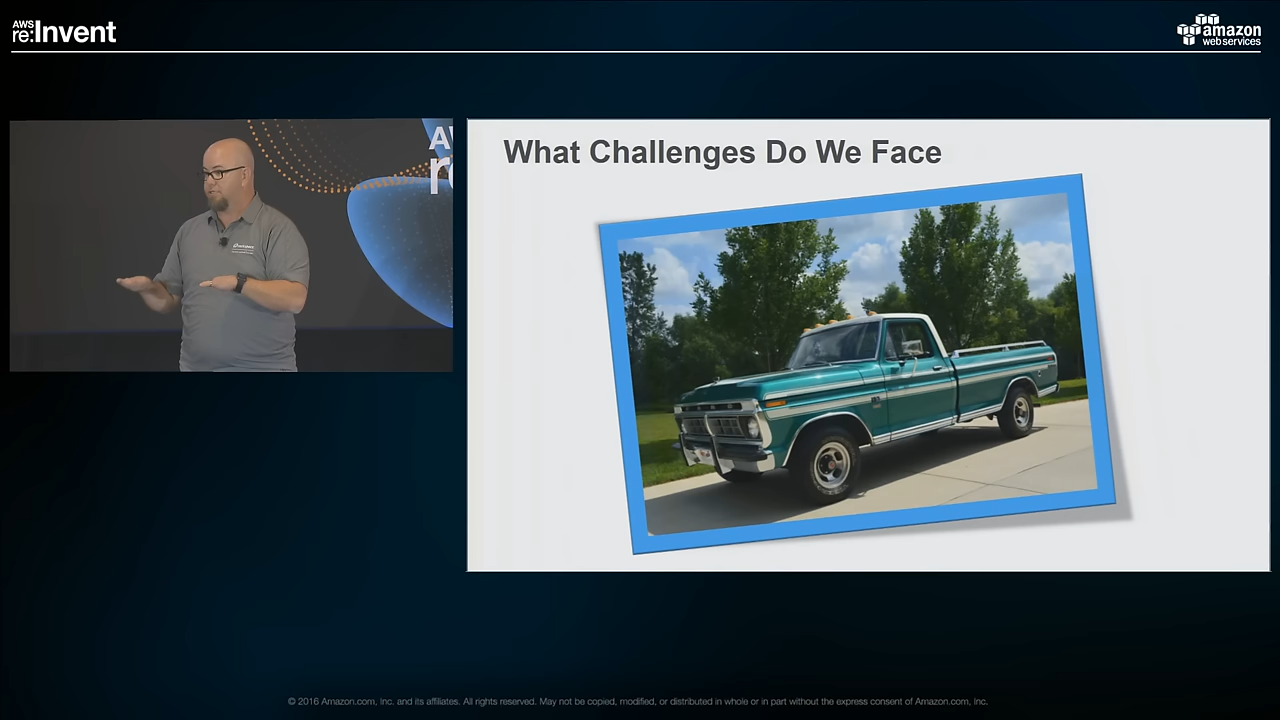 AWS
re:Invent
amazon
web services
What Challenges Do We Face
© 2016 Amazon.com, Inc. and its affiliates. All rights reserved. May not be copied, modified, or distributed in whole or in part without the express consent of Amazon.com, Inc.